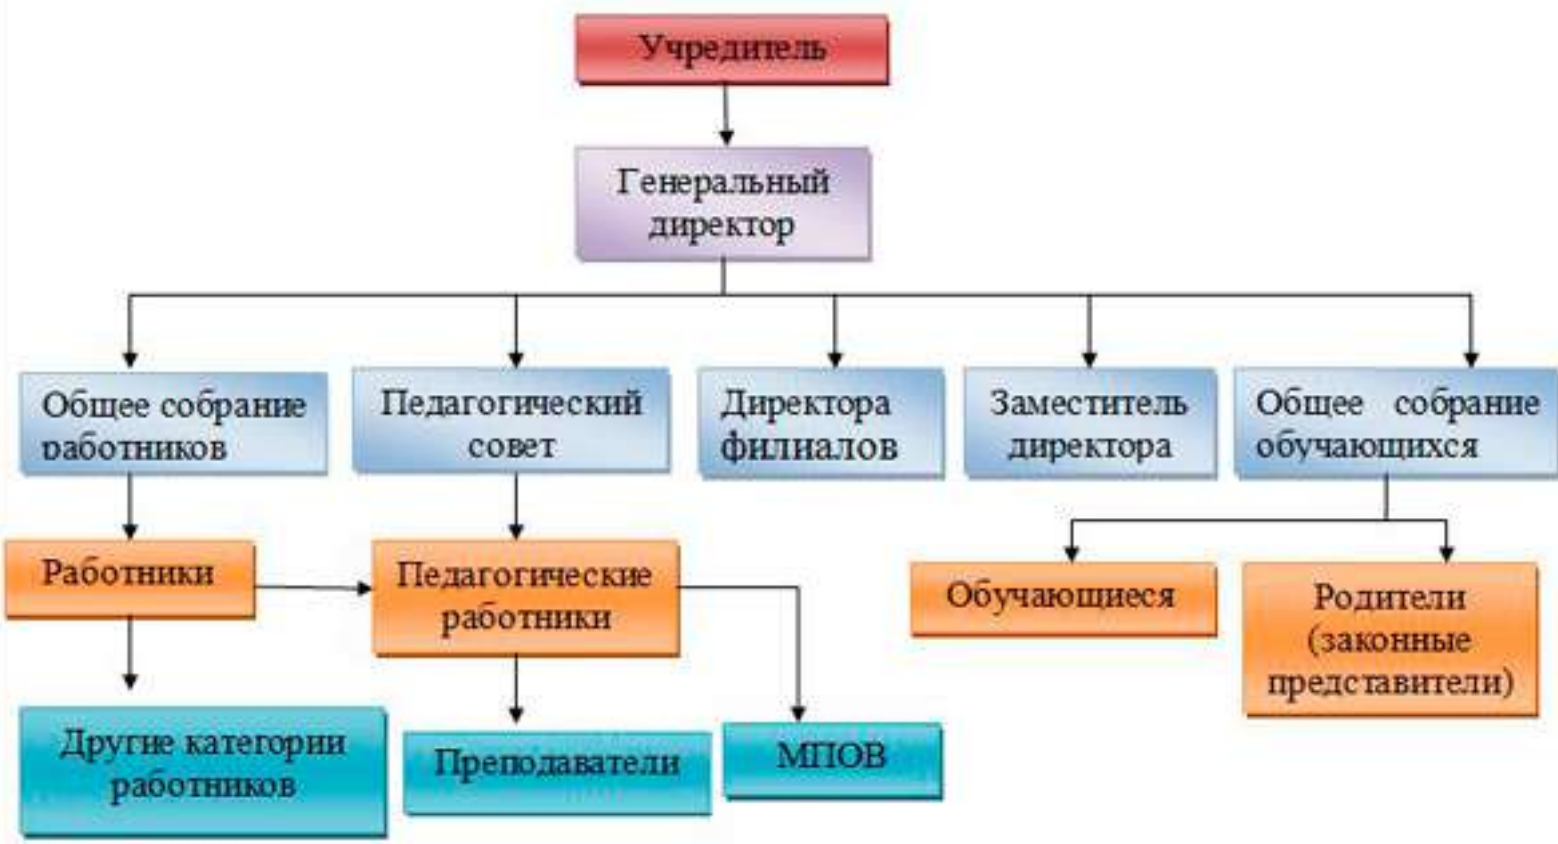 Учредитель
Генеральный
директор
Общее собрание
работников
Педагогический
совет
Директора
филиалов
Заместитель
директора
Общее собрание
обучающихся
Работники
Педагогические
работники
Обучающиеся
Родители
(законные
представители)
Другие категории
работников
Преподаватели
МПОВ